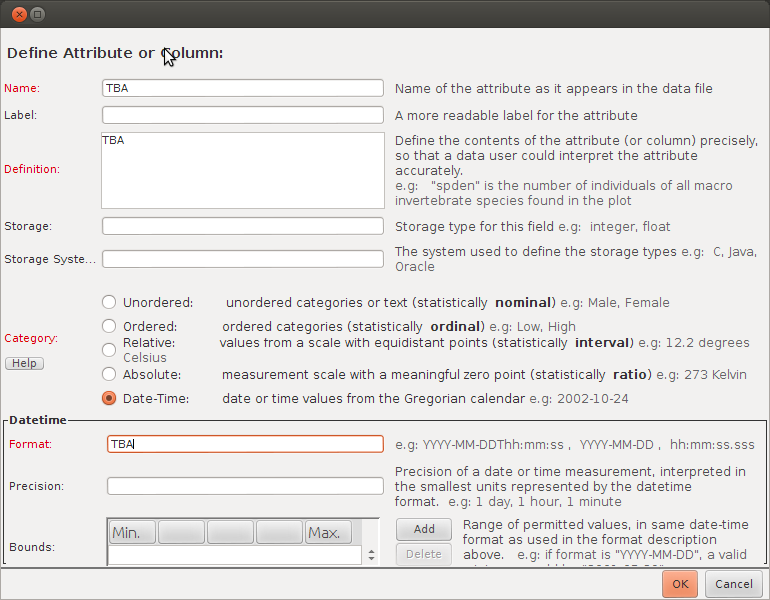 Define Attribute or Column:
Name:
TBA
Name of the attribute as it appears in the data file
Label:
A more readable label for the attribute
Definition:
TBA
Define the contents of the attribute (or column) precisely,
so that a data user could interpret the attribute
accurately.
e.g: "spden" is the number of individuals of all macro
invertebrate species found in the plot
Storage:
Storage type for this field e.g: integer, float
Storage Syste...
The system used to define the storage types e.g: C, Java,
Oracle
Category:
Help
Unordered: unordered categories or text (statistically nominal) e.g: Male, Female
Ordered: ordered categories (statistically ordinal) e.g: Low, High
Relative: values from a scale with equidistant points (statistically interval) e.g: 12.2 degrees
Celsius
Absolute: measurement scale with a meaningful zero point (statistically ratio) e.g: 273 Kelvin
Date-Time: date or time values from the Gregorian calendar e.g: 2002-10-24
Datetime
Format:
TBA
e.g: YYYY-MM-DDThh:mm:ss , YYYY-MM-DD , hh:mm:ss.sss
Precision:
Precision of a date or time measurement, interpreted in
the smallest units represented by the datetime
format. e.g: 1 day, 1 hour, 1 minute
Bounds:
Min. Max.
Add
Delete
Range of permitted values, in same date-time
format as used in the format description
above. e.g: if format is "YYYY-MM-DD", a valid
OK
Cancel